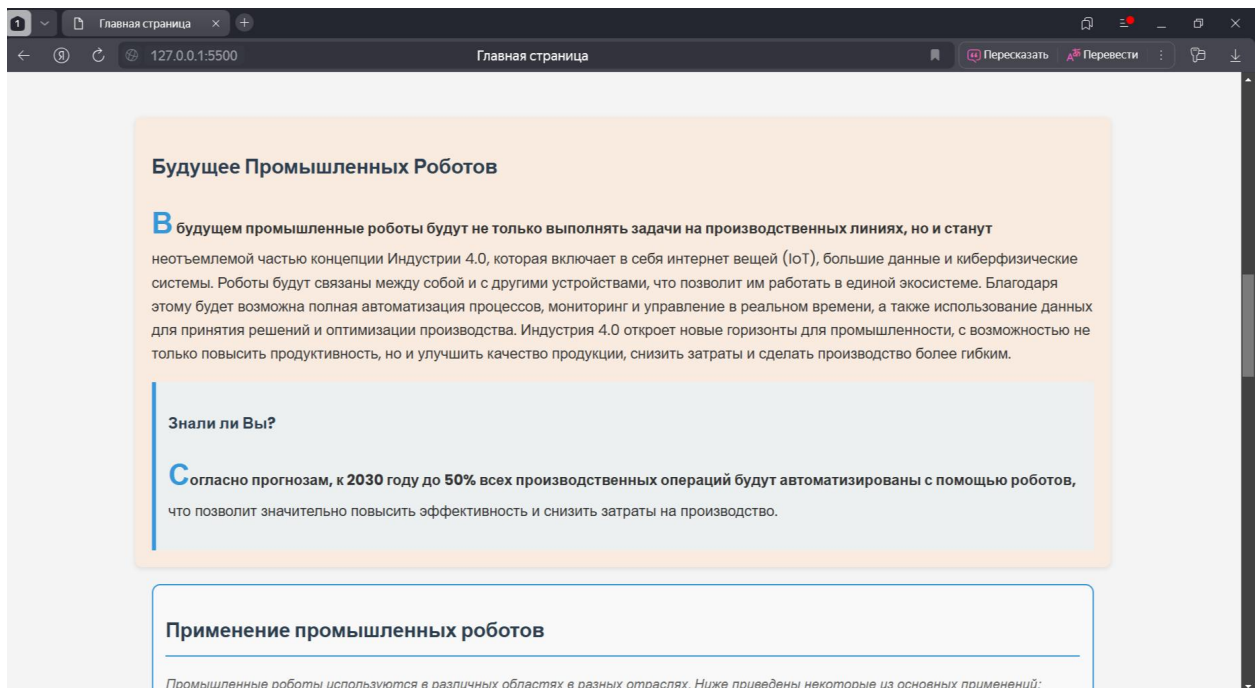 1
Главная страница
127.0.0.1:5500
Главная страница
Пересказать
Перевести
Будущее Промышленных Роботов
В будущем промышленные роботы будут не только выполнять задачи на производственных линиях, но и станут
неотъемлемой частью концепции Индустрии 4.0, которая включает в себя интернет вещей (IoT), большие данные и киберфизические
системы. Роботы будут связаны между собой и с другими устройствами, что позволит им работать в единой экосистеме. Благодаря
этому будет возможна полная автоматизация процессов, мониторинг и управление в реальном времени, а также использование данных
для принятия решений и оптимизации производства. Индустрия 4.0 откроет новые горизонты для промышленности, с возможностью не
только повысить продуктивность, но и улучшить качество продукции, снизить затраты и сделать производство более гибким.
Знали ли Вы?
Согласно прогнозам, к 2030 году до 50% всех производственных операций будут автоматизированы с помощью роботов,
что позволит значительно повысить эффективность и снизить затраты на производство.
Применение промышленных роботов
Промышленные роботы используются в различных областях в разных отраслях. Ниже приведены некоторые из основных применений: